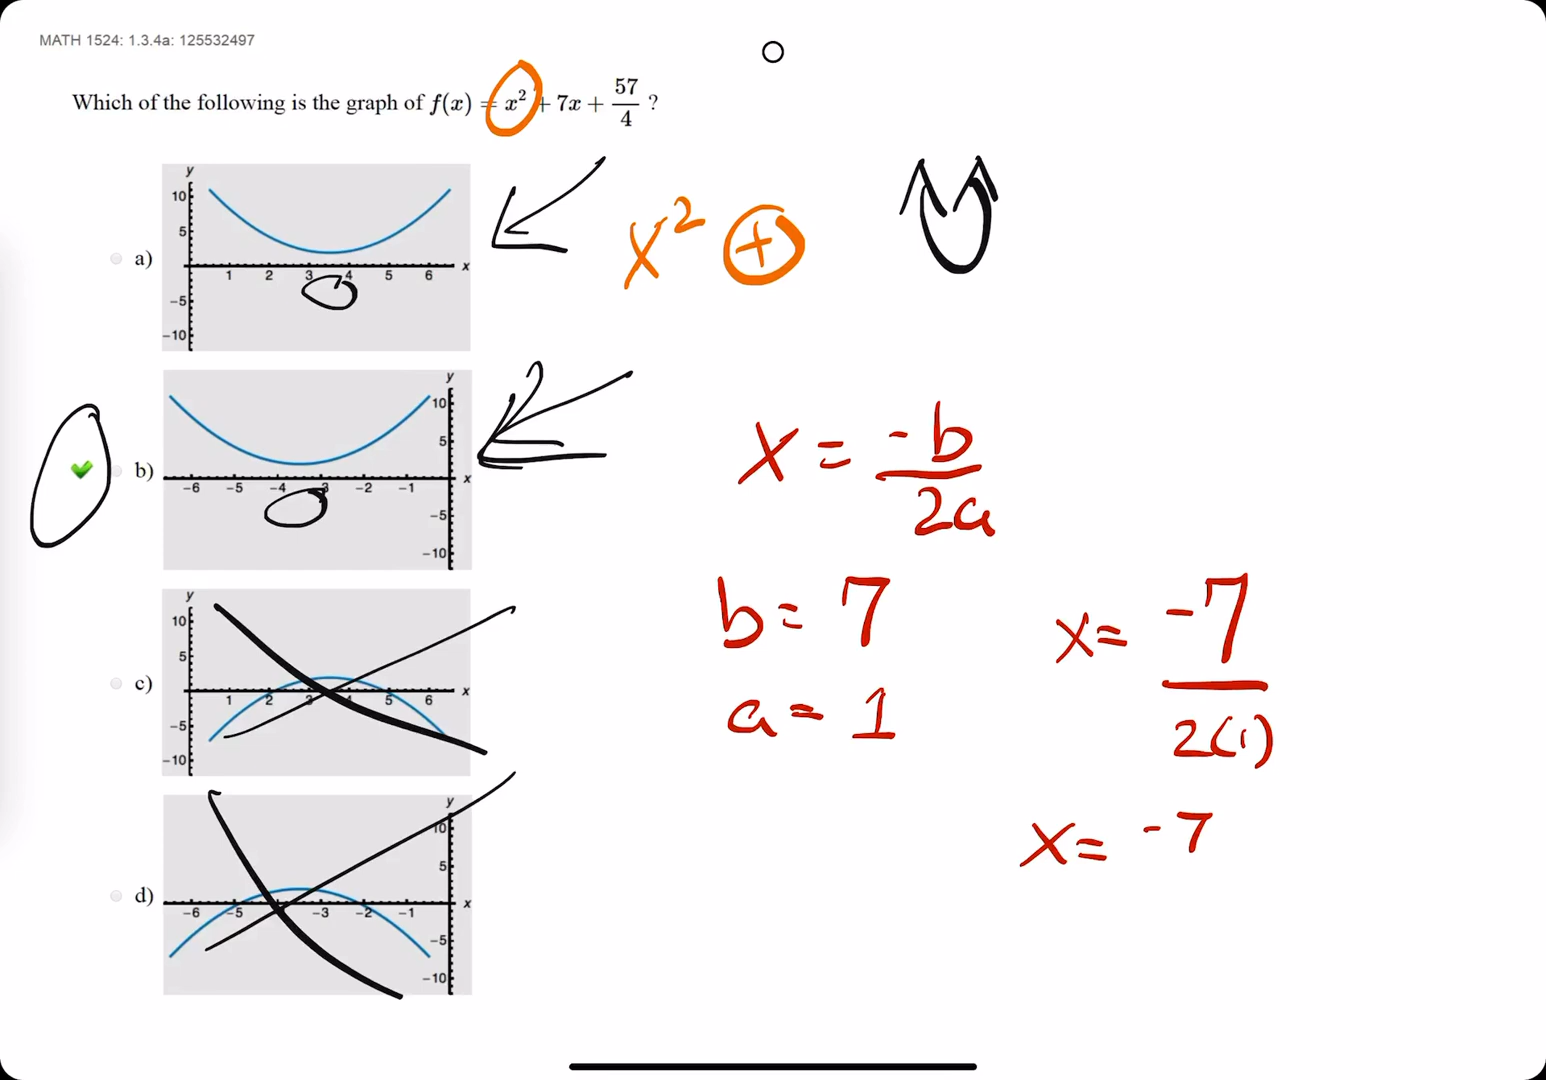 MATH 1524: 1.3.4a: 125532497
Which of the following is the graph of f(x) = x² + 7x + 57/4 ?
x² +
a)
y
10
5
-5
-10
1 2 3 4 5 6 x
b)
y
10
5
-5
-10
-6 -5 -4 3 -2 -1 x
x = -b/2a
b = 7
a = 1
x = -7/2(1)
x = -7
c)
y
10
5
-5
-10
1 2 3 4 5 6 x
d)
y
10
5
-5
-10
-6 -5 -3 -2 -1 x